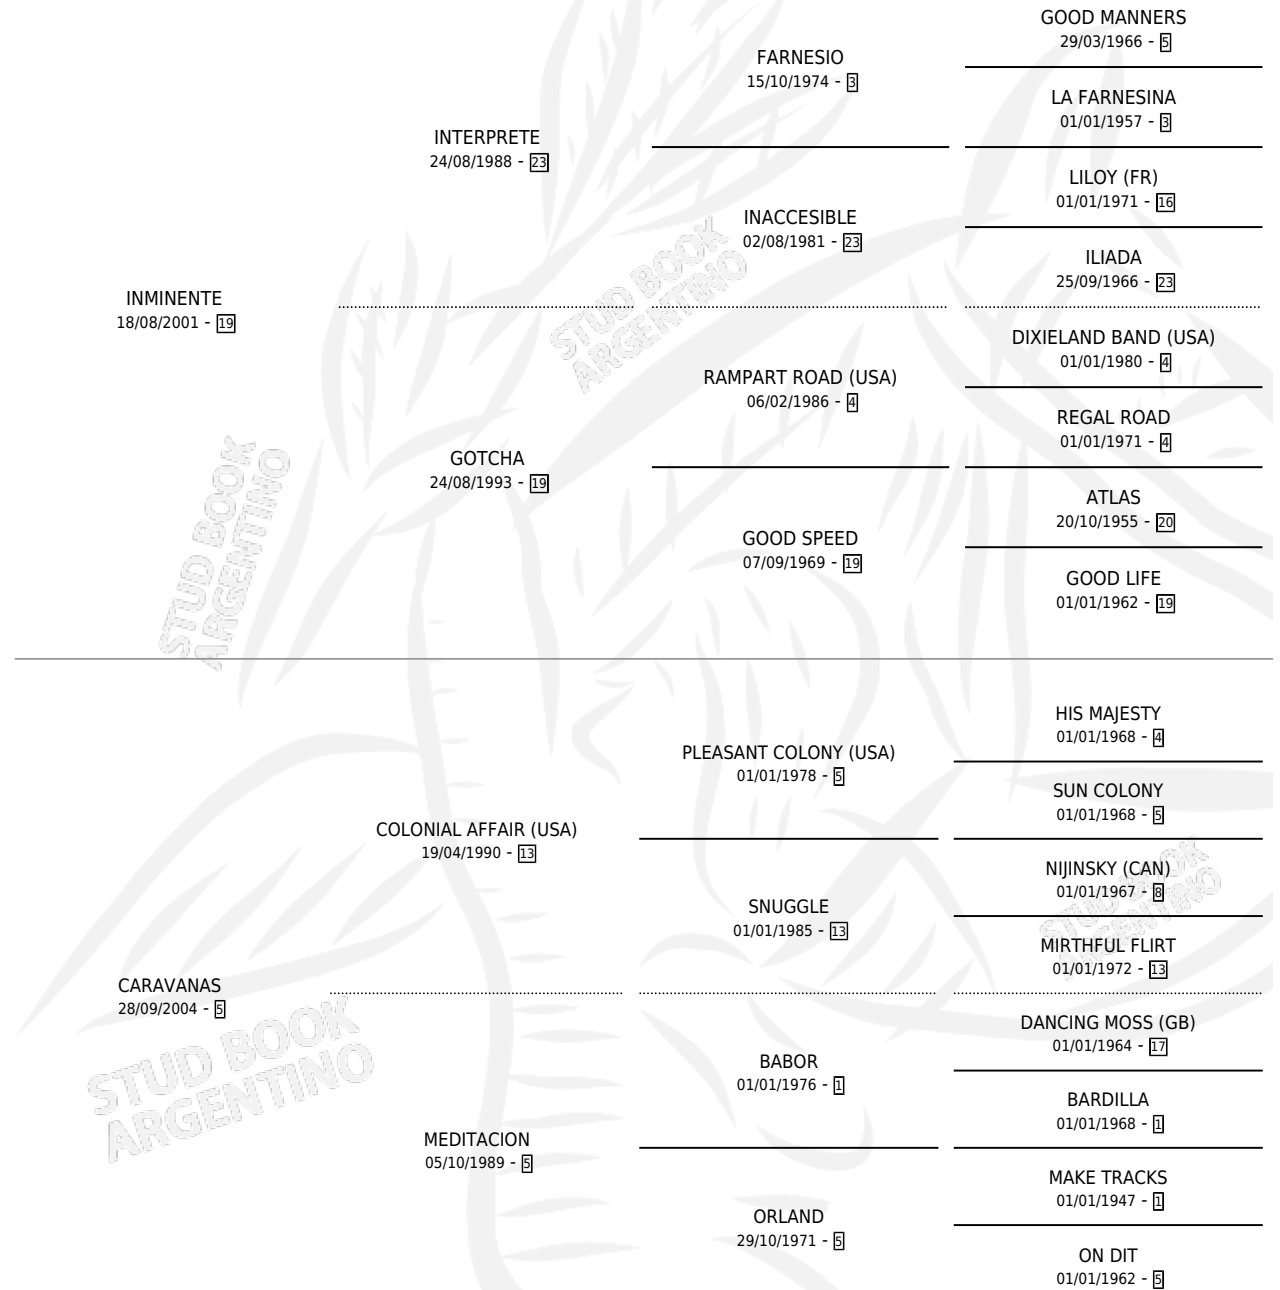 GOOD MANNERS
29/03/1966 - 5
FARNESIO
15/10/1974 - 3
LA FARNESINA
01/01/1957 - 3
INTERPRETE
24/08/1988 - 23
LILOY (FR)
01/01/1971 - 16
INACCESIBLE
02/08/1981 - 23
ILIADA
25/09/1966 - 23
INMINENTE
18/08/2001 - 19
DIXIELAND BAND (USA)
01/01/1980 - 4
RAMPART ROAD (USA)
06/02/1986 - 4
REGAL ROAD
01/01/1971 - 4
GOTCHA
24/08/1993 - 19
ATLAS
20/10/1955 - 20
GOOD SPEED
07/09/1969 - 19
GOOD LIFE
01/01/1962 - 19
HIS MAJESTY
01/01/1968 - 4
PLEASANT COLONY (USA)
01/01/1978 - 5
SUN COLONY
01/01/1968 - 5
COLONIAL AFFAIR (USA)
19/04/1990 - 13
NIJINSKY (CAN)
01/01/1967 - 8
SNUGGLE
01/01/1985 - 13
MIRTHFUL FLIRT
01/01/1972 - 13
CARAVANAS
28/09/2004 - 5
DANCING MOSS (GB)
01/01/1964 - 17
BABOR
01/01/1976 - 1
BARDILLA
01/01/1968 - 1
MEDITACION
05/10/1989 - 5
MAKE TRACKS
01/01/1947 - 1
ORLAND
29/10/1971 - 5
ON DIT
01/01/1962 - 5
STUD BOOK
ARGENTINO
STUD BOOK
ARGENTINO
STUD BOOK
ARGENTINO
STUD BOOK
ARGENTINO